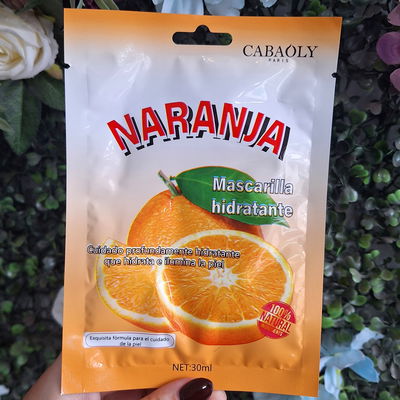 CABAOLY
PARIS
NARANJA
Mascarilla
hidratante
Cuidado profundamente hidratante
que hidrata e ilumina la piel
100%
NATURAL
Exquisita fórmula para el cuidado
de la piel
NET:30ml